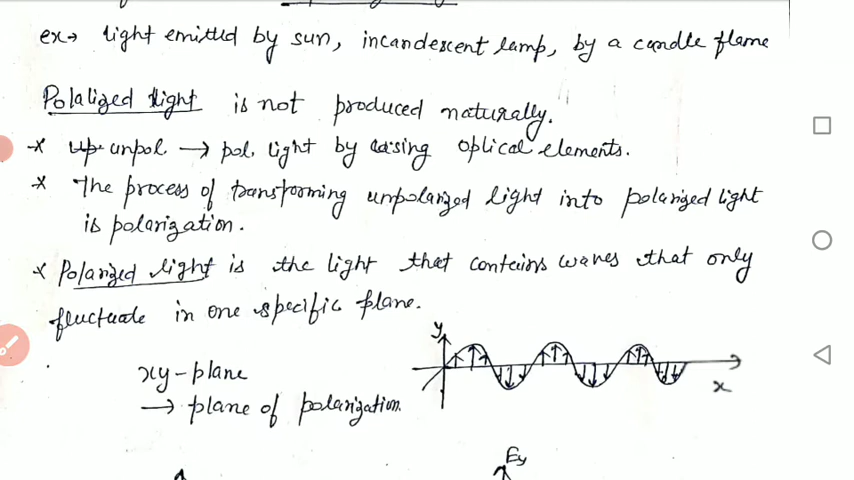 ex→ light emitted by sun, incandescent lamp, by a candle flame
Polalized light is not produced naturally.
* unpol. → pol. light by using optical elements.
* The process of transforming unpolarized light into polarized light
is polarization.
* Polarized light is the light that contains waves that only
fluctuate in one specific plane.
y
xy-plane
x
→ plane of polarization.
Ey